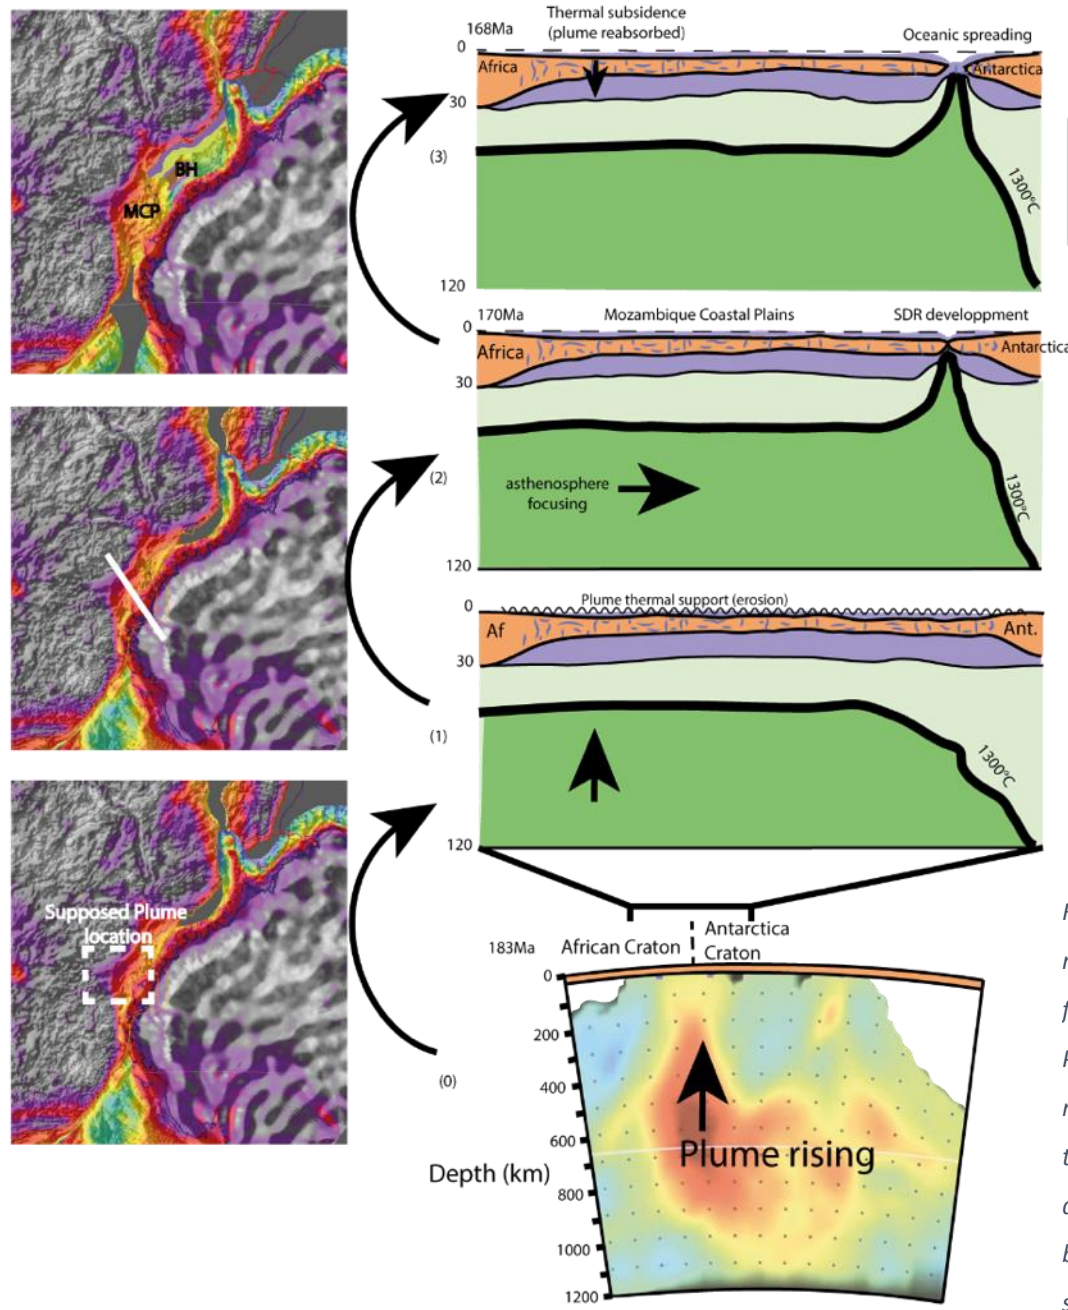 Thermal subsidence
(plume reabsorbed)
168Ma
Oceanic spreading
0
Africa
Antarctica
30
(3)
1300°C
120
BH
MCP
170Ma
Mozambique Coastal Plains
SDR developpment
0
Africa
Antarctica
30
(2)
asthenosphere
focusing
1300°C
120
0
Plume thermal support (erosion)
Af
Ant.
30
(1)
1300°C
120
Supposed Plume
location
183Ma
African Craton
Antarctica
Craton
(0)
0
200
400
600
800
1000
1200
Depth (km)
Plume rising